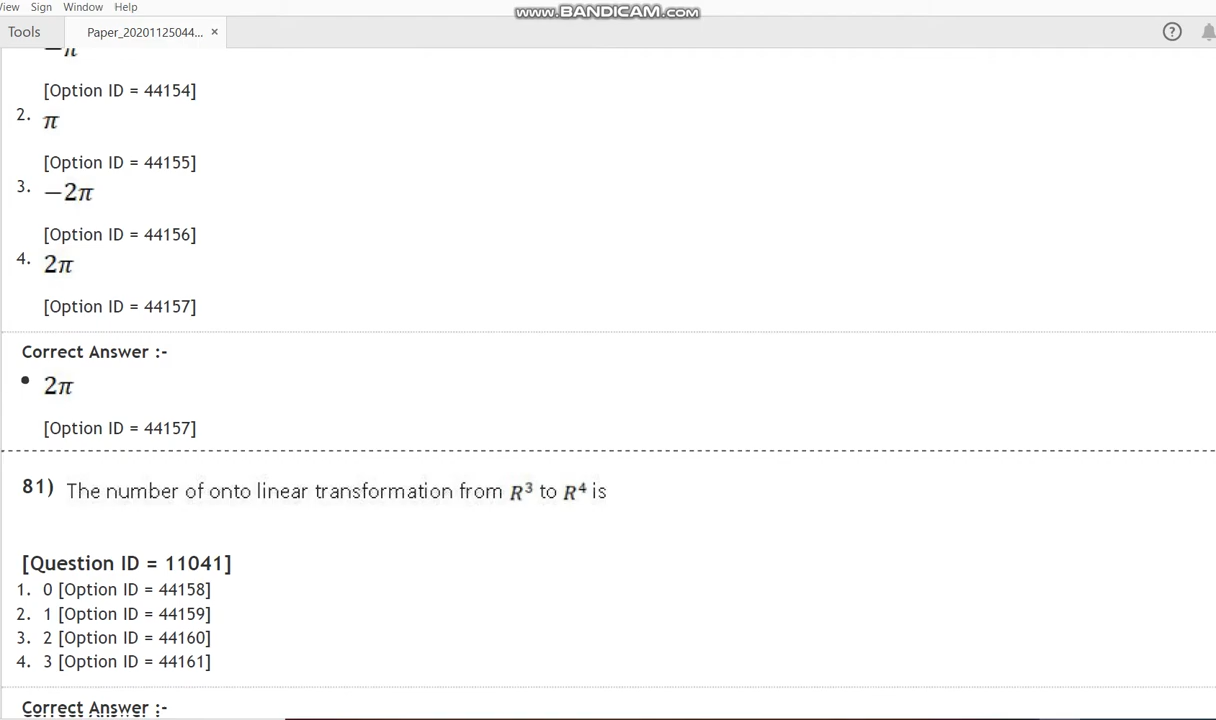 View Sign Window Help
www.BANDICAM.com
Tools Paper_20201125044... ×
−π
[Option ID = 44154]
2. π
[Option ID = 44155]
3. −2π
[Option ID = 44156]
4. 2π
[Option ID = 44157]
Correct Answer :-
• 2π
[Option ID = 44157]
81) The number of onto linear transformation from R³ to R⁴ is
[Question ID = 11041]
1. 0 [Option ID = 44158]
2. 1 [Option ID = 44159]
3. 2 [Option ID = 44160]
4. 3 [Option ID = 44161]
Correct Answer :-